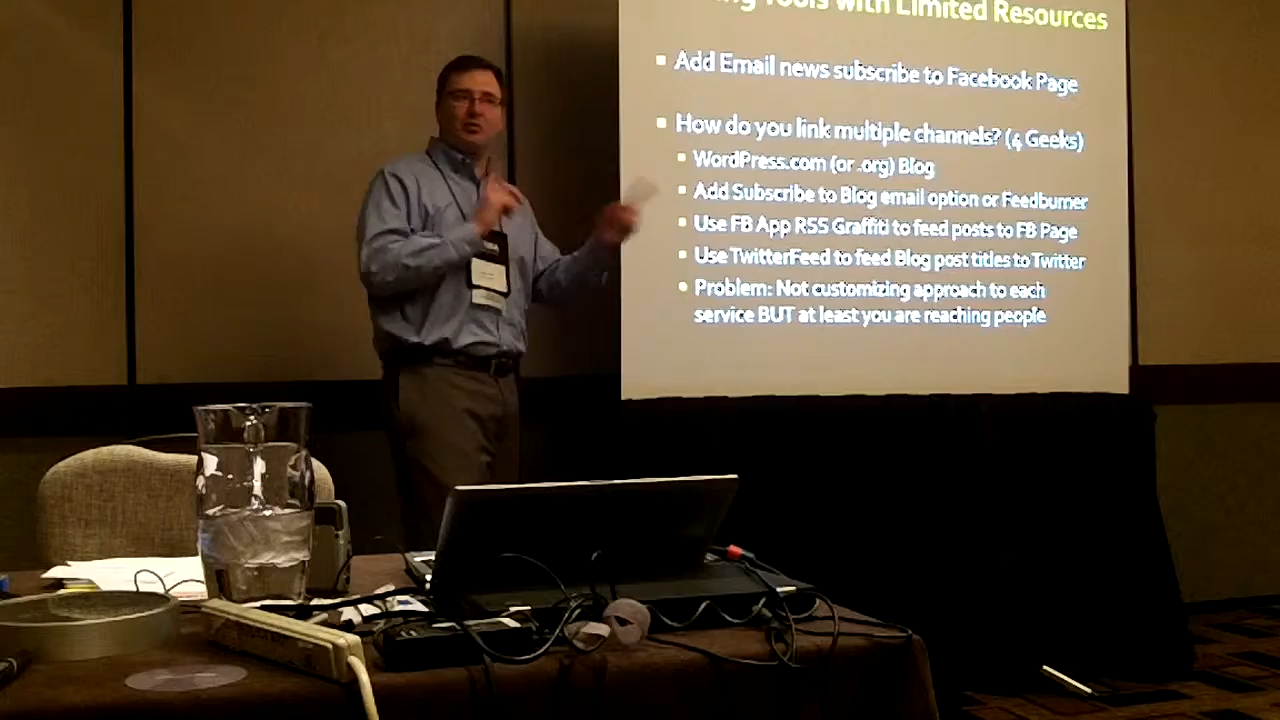 Tools with Limited Resources
Add Email news subscribe to Facebook Page
How do you link multiple channels? (4 Geeks)
WordPress.com (or .org) Blog
Add Subscribe to Blog email option or Feedburner
Use FB App RSS Graffiti to feed posts to FB Page
Use TwitterFeed to feed Blog post titles to Twitter
Problem: Not customizing approach to each
service BUT at least you are reaching people